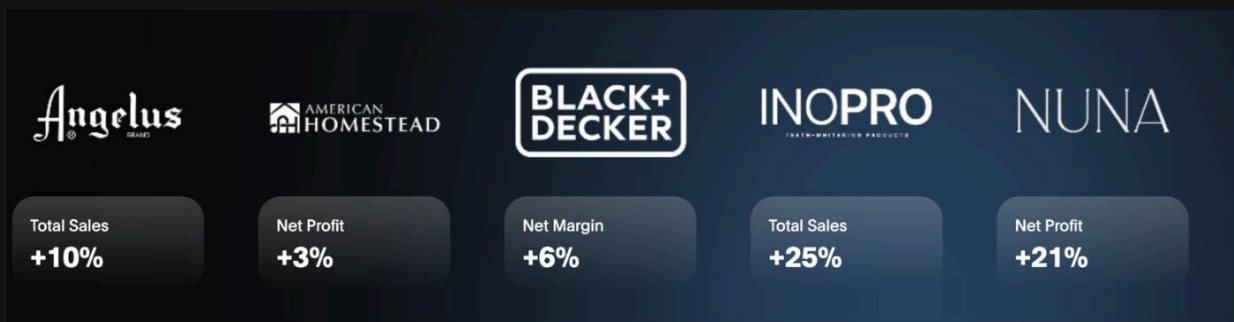 Angelus
® BRAND
AMERICAN
HOMESTEAD
BLACK+
DECKER
INOPRO
TEETH-WHITENING PRODUCTS
NUNA
Total Sales
+10%
Net Profit
+3%
Net Margin
+6%
Total Sales
+25%
Net Profit
+21%